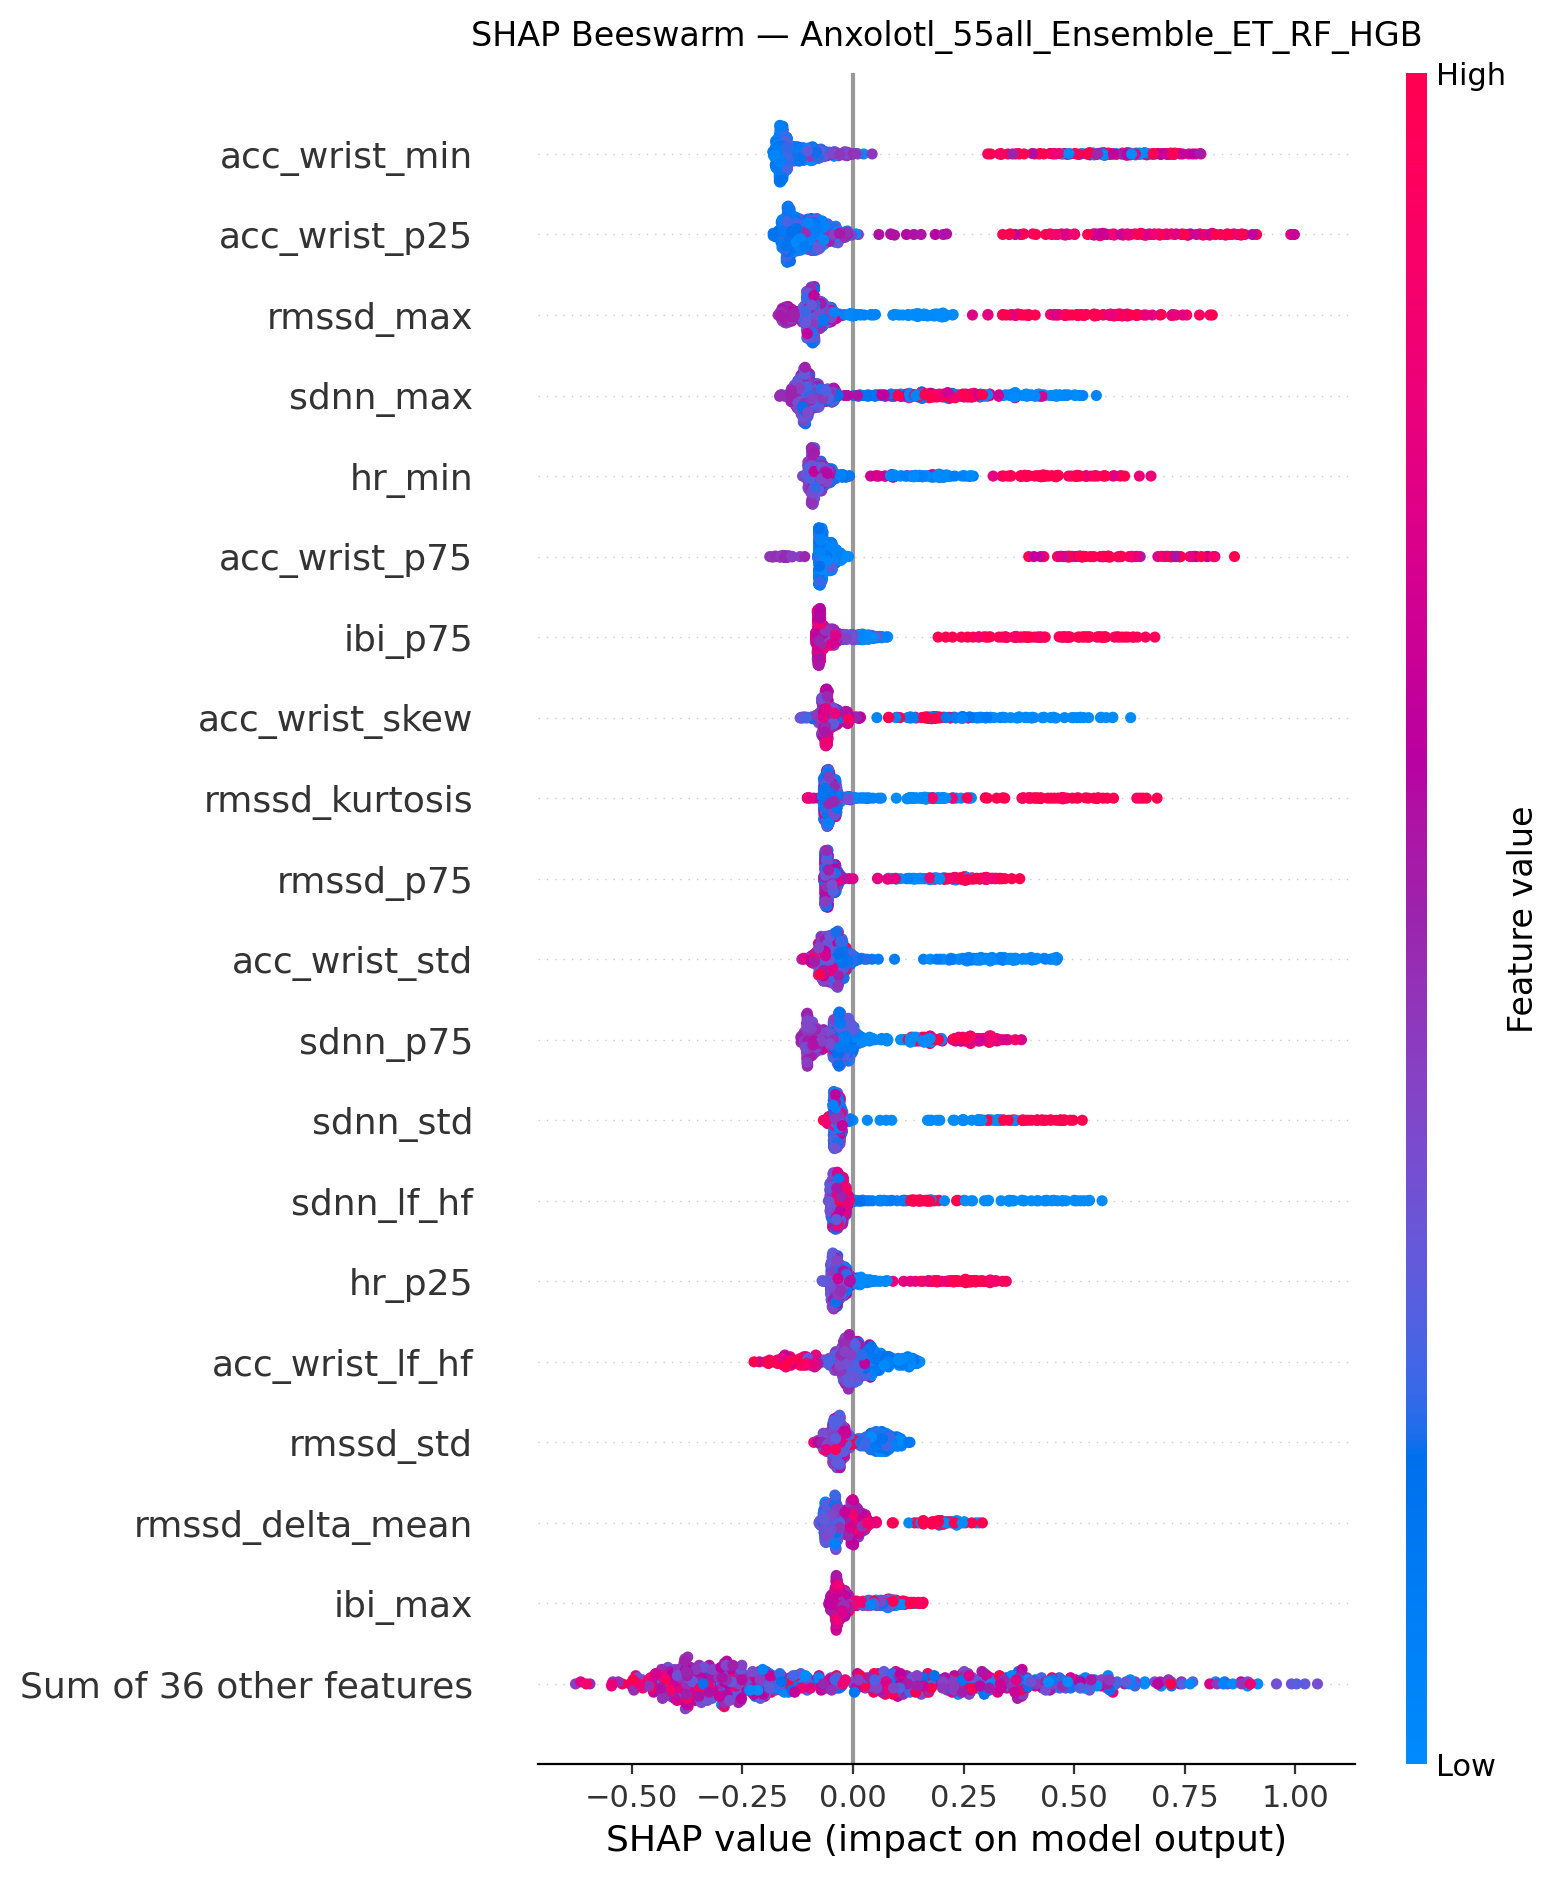 SHAP Beeswarm — Anxolotl_55all_Ensemble_ET_RF_HGB
High
acc_wrist_min
acc_wrist_p25
rmssd_max
sdnn_max
hr_min
acc_wrist_p75
ibi_p75
acc_wrist_skew
rmssd_kurtosis
rmssd_p75
acc_wrist_std
sdnn_p75
sdnn_std
sdnn_lf_hf
hr_p25
acc_wrist_lf_hf
rmssd_std
rmssd_delta_mean
ibi_max
Sum of 36 other features
Feature value
Low
−0.50 −0.25 0.00 0.25 0.50 0.75 1.00
SHAP value (impact on model output)